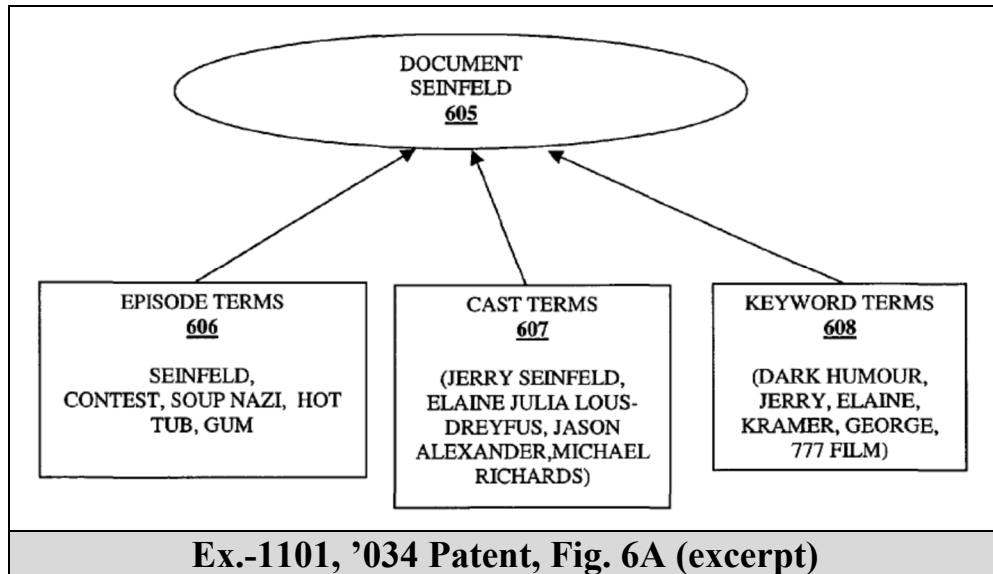 DOCUMENT
SEINFELD
605
EPISODE TERMS
606
SEINFELD,
CONTEST, SOUP NAZI, HOT
TUB, GUM
CAST TERMS
607
(JERRY SEINFELD,
ELAINE JULIA LOUS-
DREYFUS, JASON
ALEXANDER,MICHAEL
RICHARDS)
KEYWORD TERMS
608
(DARK HUMOUR,
JERRY, ELAINE,
KRAMER, GEORGE,
777 FILM)
Ex.-1101, ’034 Patent, Fig. 6A (excerpt)